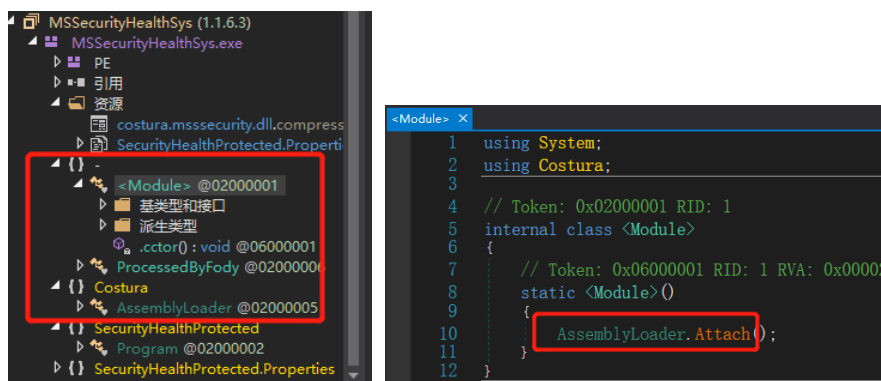 MSSecurityHealthSys (1.1.6.3)
MSSecurityHealthSys.exe
PE
引用
资源
costura.msssecurity.dll.compress
SecurityHealthProtected.Properti
{ } -
<Module> @02000001
基类型和接口
派生类型
.cctor() : void @06000001
ProcessedByFody @02000006
{ } Costura
AssemblyLoader @02000005
{ } SecurityHealthProtected
Program @02000002
{ } SecurityHealthProtected.Properties
<Module> ×
1 using System;
2 using Costura;
3
4 // Token: 0x02000001 RID: 1
5 internal class <Module>
6 {
7 // Token: 0x06000001 RID: 1 RVA: 0x00002
8 static <Module>()
9 {
10 AssemblyLoader.Attach();
11 }
12 }